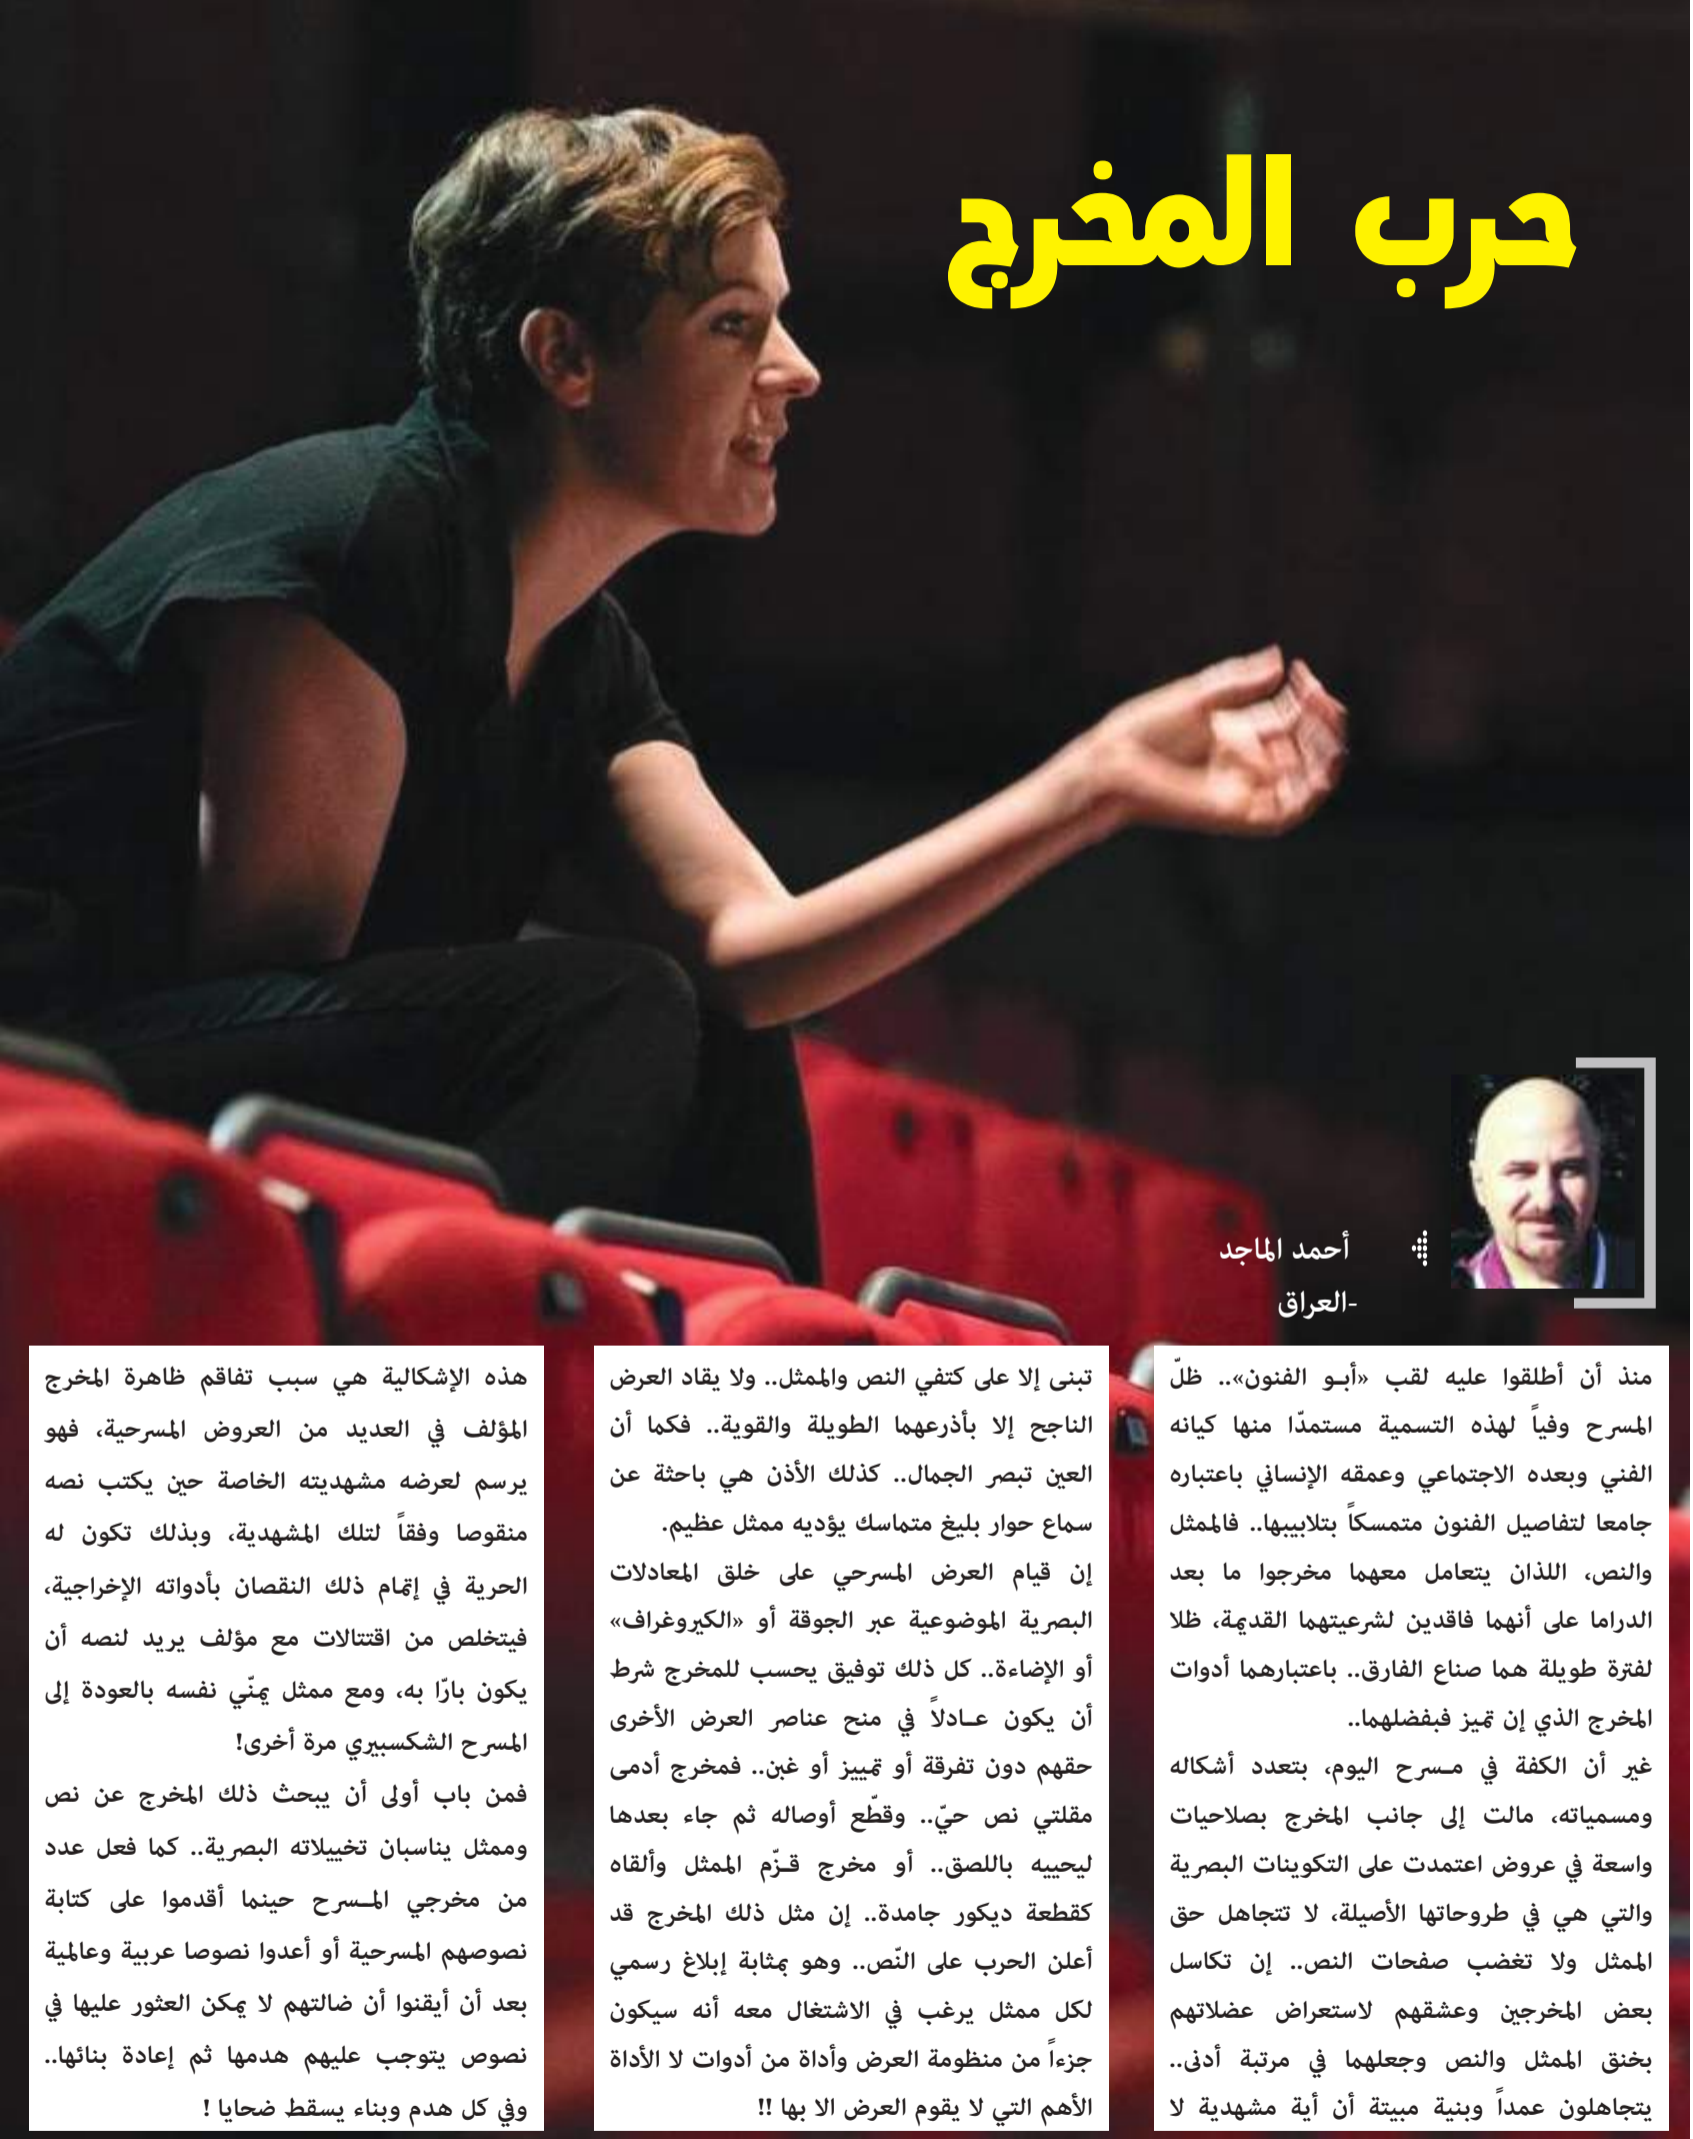 حرب المخرج
أحمد الماجد
-العراق
منذ أن أطلقوا عليه لقب «أبـو الفنون».. ظلّ
المسرح وفياً لهذه التسمية مستمدّا منها كيانه
الفني وبعده الاجتماعي وعمقه الإنساني باعتباره
جامعا لتفاصيل الفنون متمسكاً بتلابيبها.. فالممثل
والنص، اللذان يتعامل معهما مخرجوا ما بعد
الدراما على أنهما فاقدين لشرعيتهما القديمة، ظلا
لفترة طويلة هما صناع الفارق.. باعتبارهما أدوات
المخرج الذي إن تميز فبفضلهما..
غير أن الكفة في مـسرح اليوم، بتعدد أشكاله
ومسمياته، مالت إلى جانب المخرج بصلاحيات
واسعة في عروض اعتمدت على التكوينات البصرية
والتي هي في طروحاتها الأصيلة، لا تتجاهل حق
الممثل ولا تغضب صفحات النص.. إن تكاسل
بعض المخرجين وعشقهم لاستعراض عضلاتهم
بخنق الممثل والنص وجعلهما في مرتبة أدنى..
يتجاهلون عمداً وبنية مبيتة أن أية مشهدية لا
تبنى إلا على كتفي النص والممثل.. ولا يقاد العرض
الناجح إلا بأذرعهما الطويلة والقوية.. فكما أن
العين تبصر الجمال.. كذلك الأذن هي باحثة عن
سماع حوار بليغ متماسك يؤديه ممثل عظيم.
إن قيام العرض المسرحي على خلق المعادلات
البصرية الموضوعية عبر الجوقة أو «الكيروغراف»
أو الإضاءة.. كل ذلك توفيق يحسب للمخرج شرط
أن يكون عـادلاً في منح عناصر العرض الأخرى
حقهم دون تفرقة أو تمييز أو غبن.. فمخرج أدمى
مقلتي نص حيّ.. وقطّع أوصاله ثم جاء بعدها
ليحييه باللصق.. أو مخرج قـزّم الممثل وألقاه
كقطعة ديكور جامدة.. إن مثل ذلك المخرج قد
أعلن الحرب على النّص.. وهو بمثابة إبلاغ رسمي
لكل ممثل يرغب في الاشتغال معه أنه سيكون
جزءاً من منظومة العرض وأداة من أدوات لا الأداة
الأهم التي لا يقوم العرض الا بها !!
هذه الإشكالية هي سبب تفاقم ظاهرة المخرج
المؤلف في العديد من العروض المسرحية، فهو
يرسم لعرضه مشهديته الخاصة حين يكتب نصه
منقوصا وفقاً لتلك المشهدية، وبذلك تكون له
الحرية في إتمام ذلك النقصان بأدواته الإخراجية،
فيتخلص من اقتتالات مع مؤلف يريد لنصه أن
يكون بارّا به، ومع ممثل يمنّي نفسه بالعودة إلى
المسرح الشكسبيري مرة أخرى!
فمن باب أولى أن يبحث ذلك المخرج عن نص
وممثل يناسبان تخييلاته البصرية.. كما فعل عدد
من مخرجي المـسرح حينما أقدموا على كتابة
نصوصهم المسرحية أو أعدوا نصوصا عربية وعالمية
بعد أن أيقنوا أن ضالتهم لا يمكن العثور عليها في
نصوص يتوجب عليهم هدمها ثم إعادة بنائها..
وفي كل هدم وبناء يسقط ضحايا !